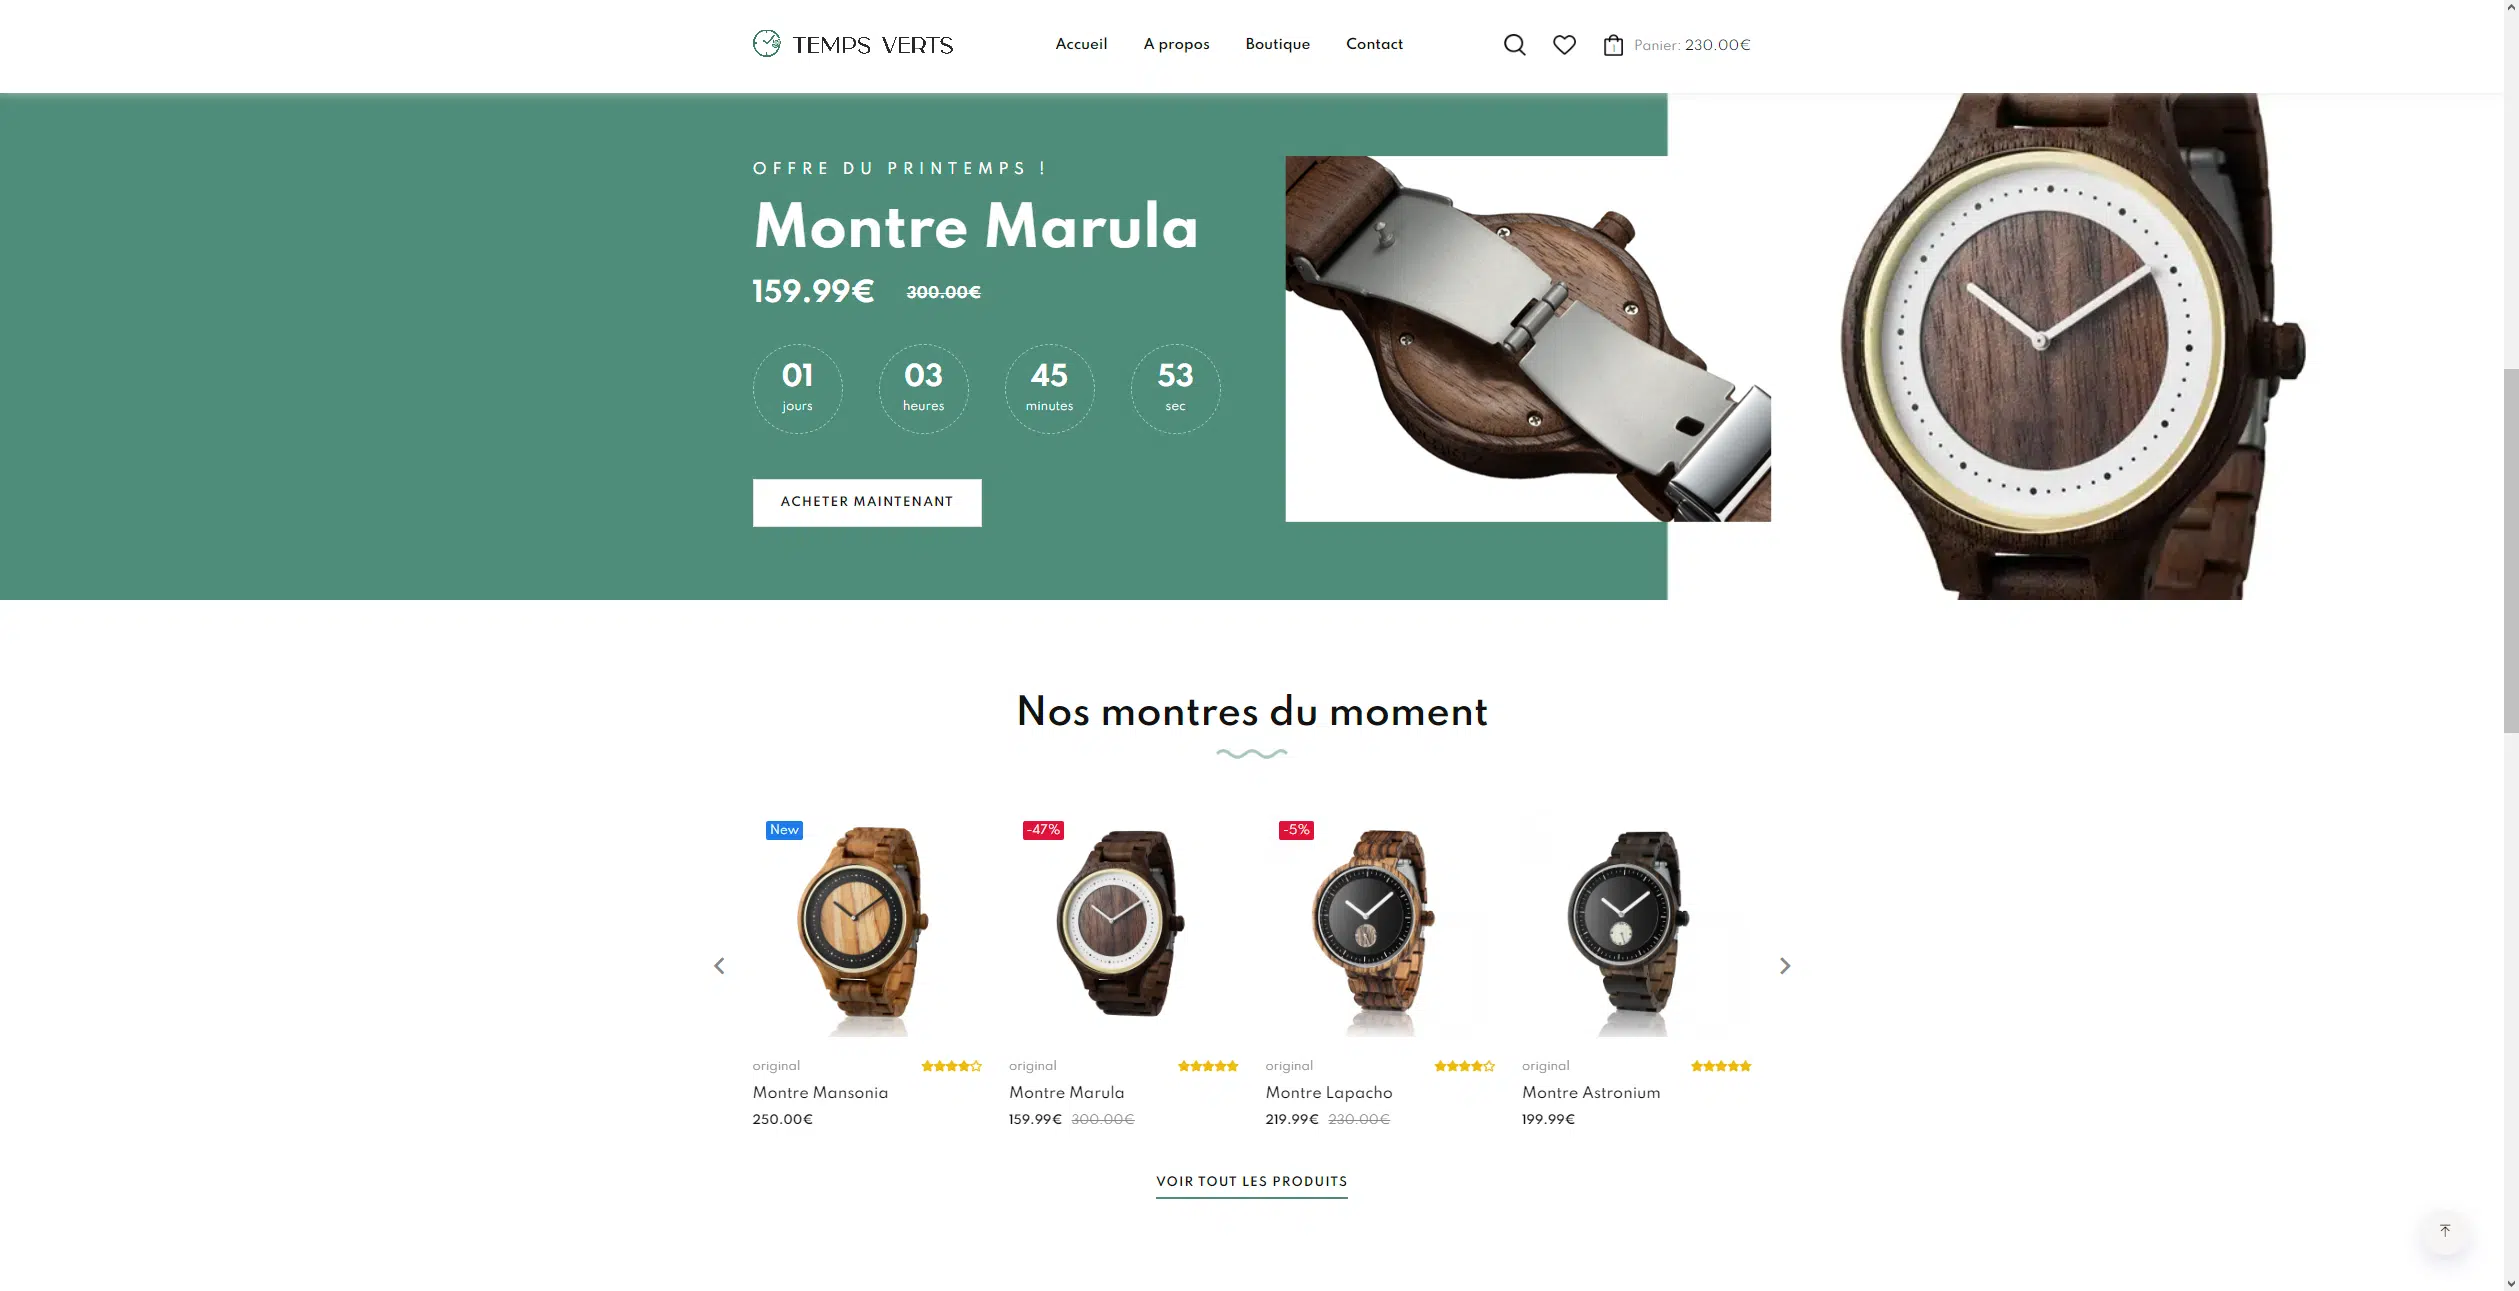 TEMPS VERTS
Accueil A propos Boutique Contact
1 Panier: 230.00€
OFFRE DU PRINTEMPS !
Montre Marula
159.99€ 300.00€
01 03 45 53
jours heures minutes sec
ACHETER MAINTENANT
Nos montres du moment
New -47% -5%
original original original original
Montre Mansonia Montre Marula Montre Lapacho Montre Astronium
250.00€ 159.99€ 300.00€ 219.99€ 230.00€ 199.99€
VOIR TOUT LES PRODUITS